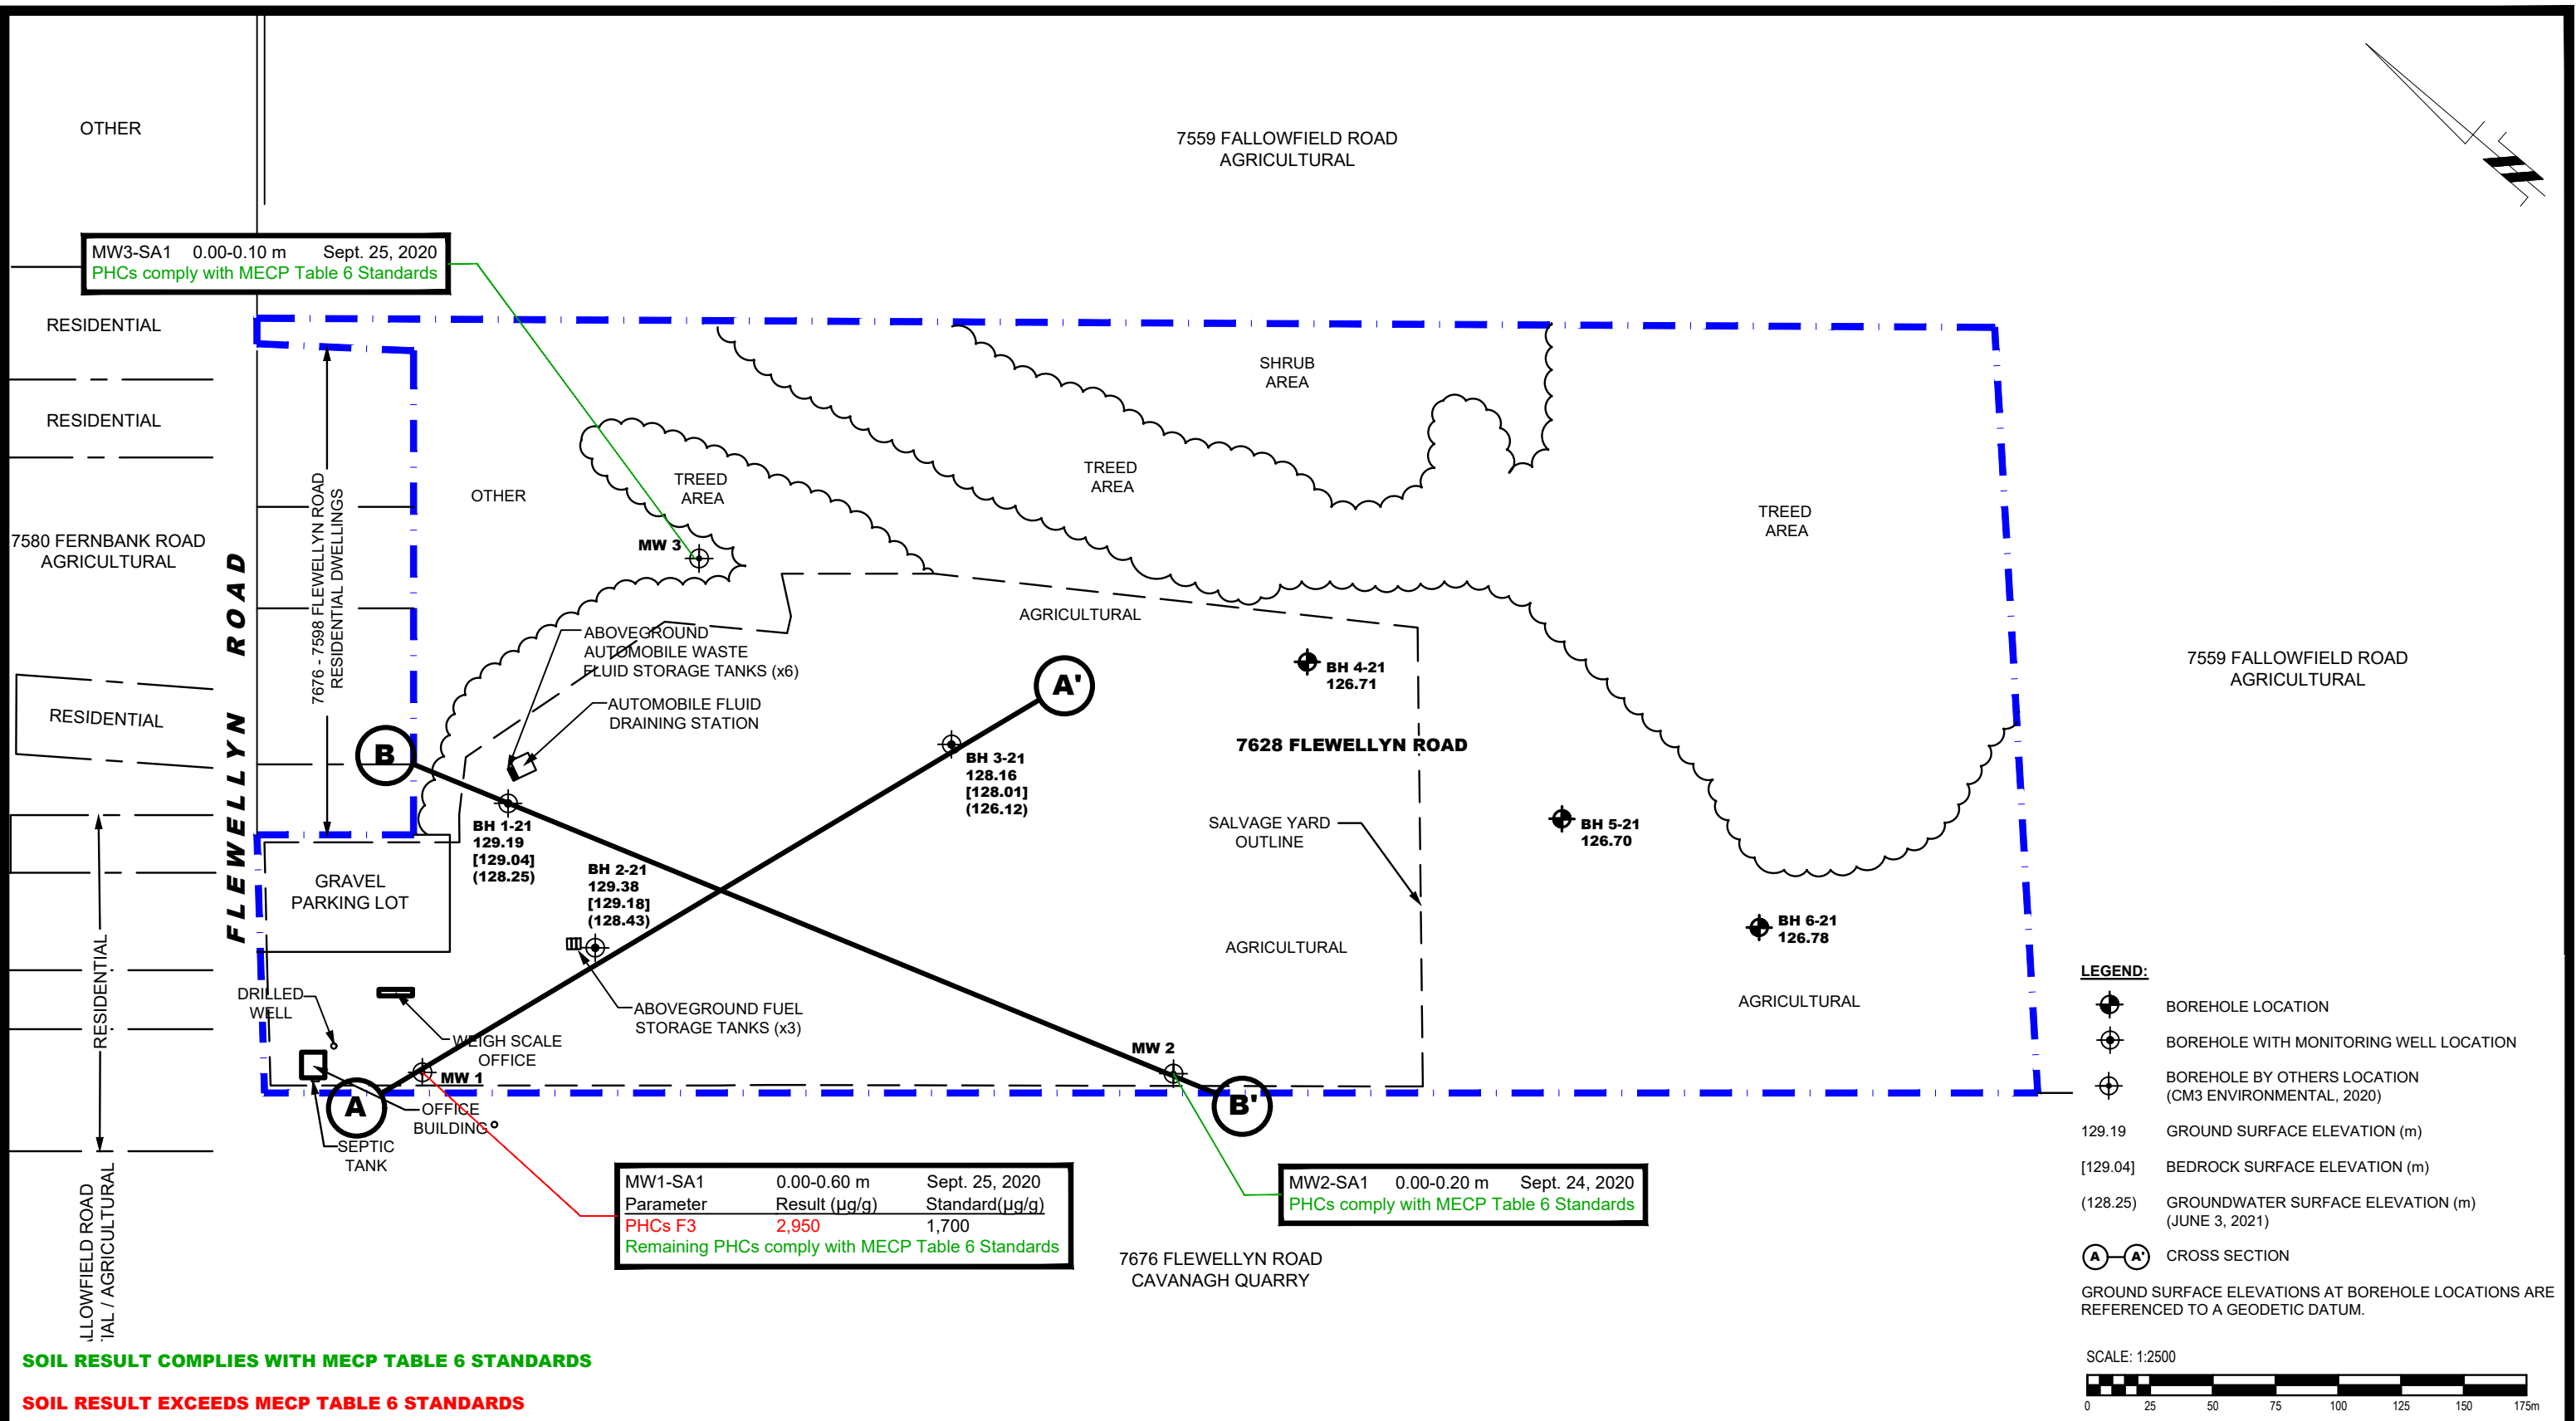 OTHER
7559 FALLOWFIELD ROAD
AGRICULTURAL
MW3-SA1 0.00-0.10 m Sept. 25, 2020
PHCs comply with MECP Table 6 Standards
RESIDENTIAL
RESIDENTIAL
7580 FERNBANK ROAD
AGRICULTURAL
RESIDENTIAL
RESIDENTIAL
FLEWELLYN ROAD
7676 - 7598 FLEWELLYN ROAD
RESIDENTIAL DWELLINGS
OTHER
TREED
AREA
MW 3
SHRUB
AREA
TREED
AREA
TREED
AREA
AGRICULTURAL
ABOVEGROUND
AUTOMOBILE WASTE
FLUID STORAGE TANKS (x6)
AUTOMOBILE FLUID
DRAINING STATION
A'
B
BH 4-21
126.71
7628 FLEWELLYN ROAD
7559 FALLOWFIELD ROAD
AGRICULTURAL
BH 3-21
128.16
[128.01]
(126.12)
BH 1-21
129.19
[129.04]
(128.25)
BH 2-21
129.38
[129.18]
(128.43)
SALVAGE YARD
OUTLINE
BH 5-21
126.70
GRAVEL
PARKING LOT
AGRICULTURAL
BH 6-21
126.78
AGRICULTURAL
DRILLED
WELL
WEIGH SCALE
OFFICE
ABOVEGROUND FUEL
STORAGE TANKS (x3)
MW 1
MW 2
A
B'
OFFICE
BUILDING
SEPTIC
TANK
LLOWFIELD ROAD
IAL / AGRICULTURAL
MW1-SA1 0.00-0.60 m Sept. 25, 2020
Parameter Result (µg/g) Standard(µg/g)
PHCs F3 2,950 1,700
Remaining PHCs comply with MECP Table 6 Standards
MW2-SA1 0.00-0.20 m Sept. 24, 2020
PHCs comply with MECP Table 6 Standards
7676 FLEWELLYN ROAD
CAVANAGH QUARRY
LEGEND:
BOREHOLE LOCATION
BOREHOLE WITH MONITORING WELL LOCATION
BOREHOLE BY OTHERS LOCATION
(CM3 ENVIRONMENTAL, 2020)
129.19 GROUND SURFACE ELEVATION (m)
[129.04] BEDROCK SURFACE ELEVATION (m)
(128.25) GROUNDWATER SURFACE ELEVATION (m)
(JUNE 3, 2021)
A A' CROSS SECTION
GROUND SURFACE ELEVATIONS AT BOREHOLE LOCATIONS ARE
REFERENCED TO A GEODETIC DATUM.
SCALE: 1:2500
0 25 50 75 100 125 150 175m
SOIL RESULT COMPLIES WITH MECP TABLE 6 STANDARDS
SOIL RESULT EXCEEDS MECP TABLE 6 STANDARDS